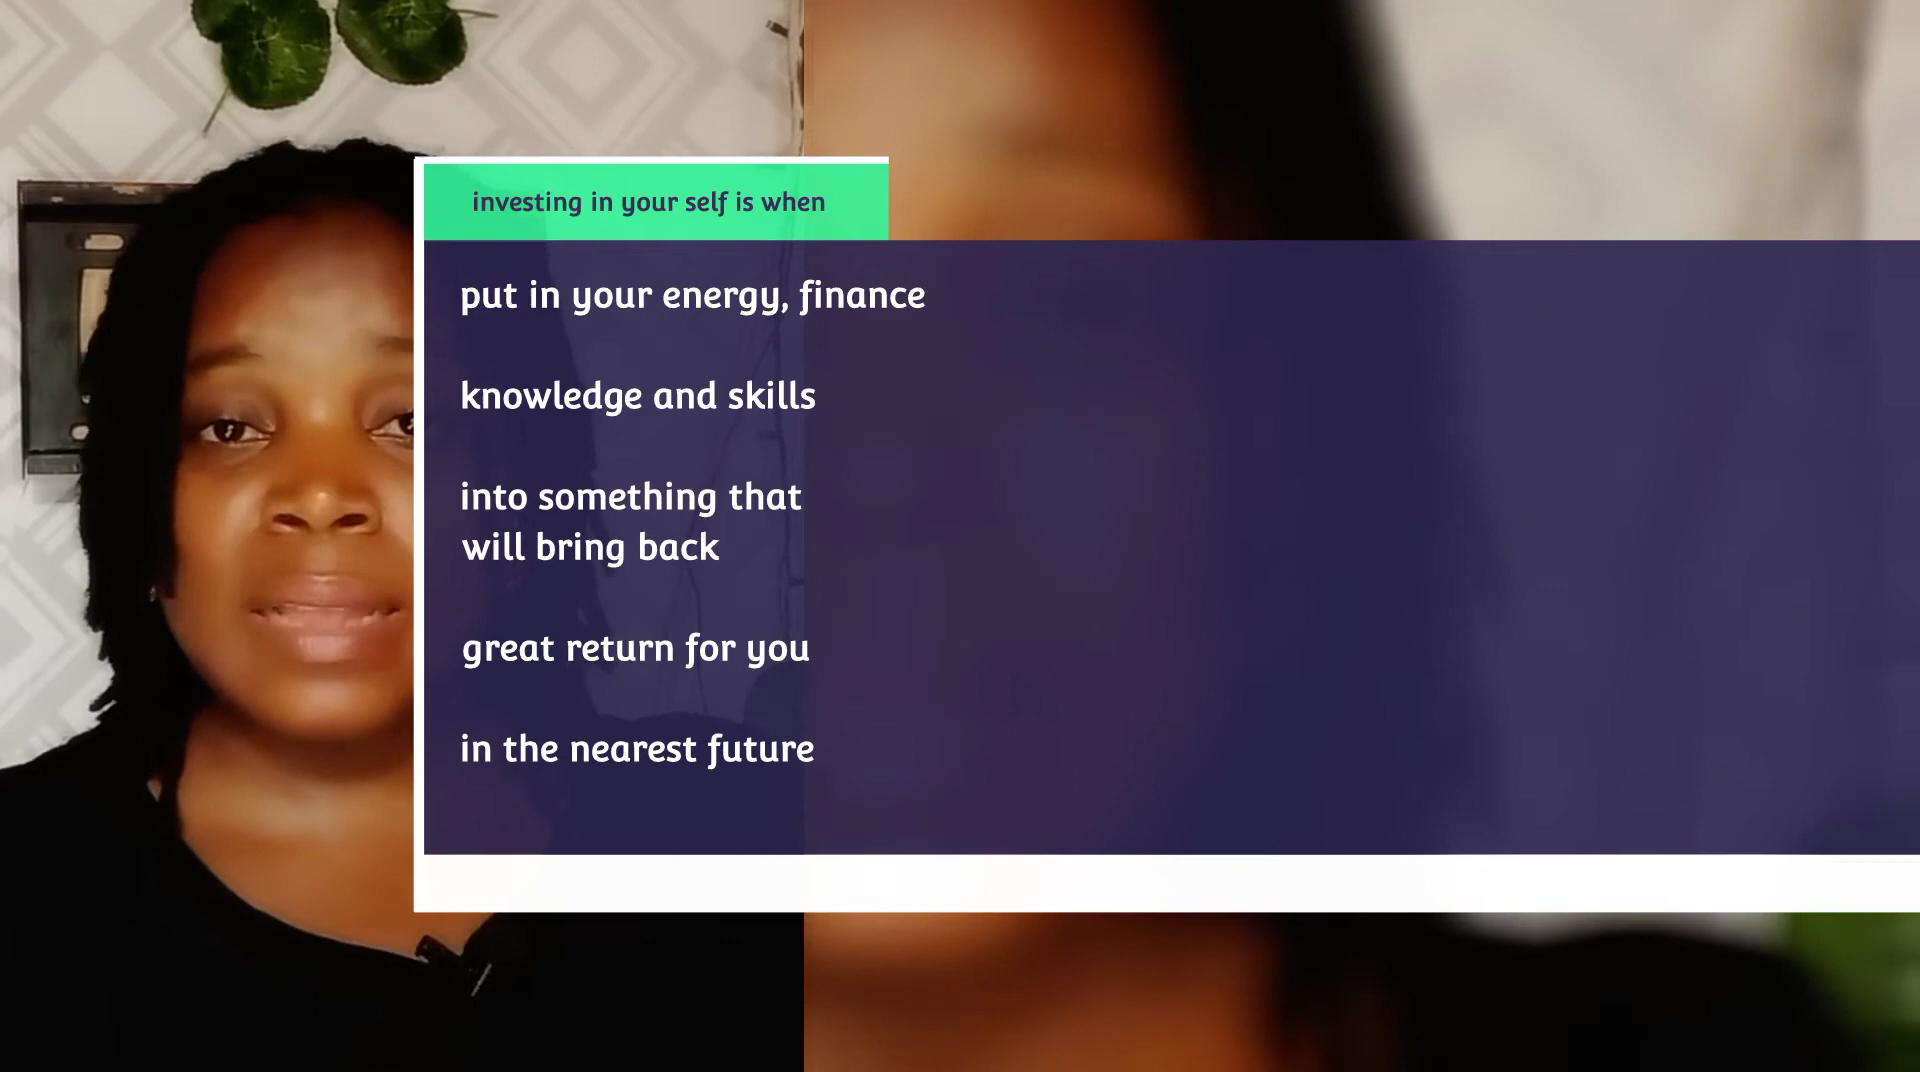 investing in your self is when
put in your energy, finance
knowledge and skills
into something that
will bring back
great return for you
in the nearest future